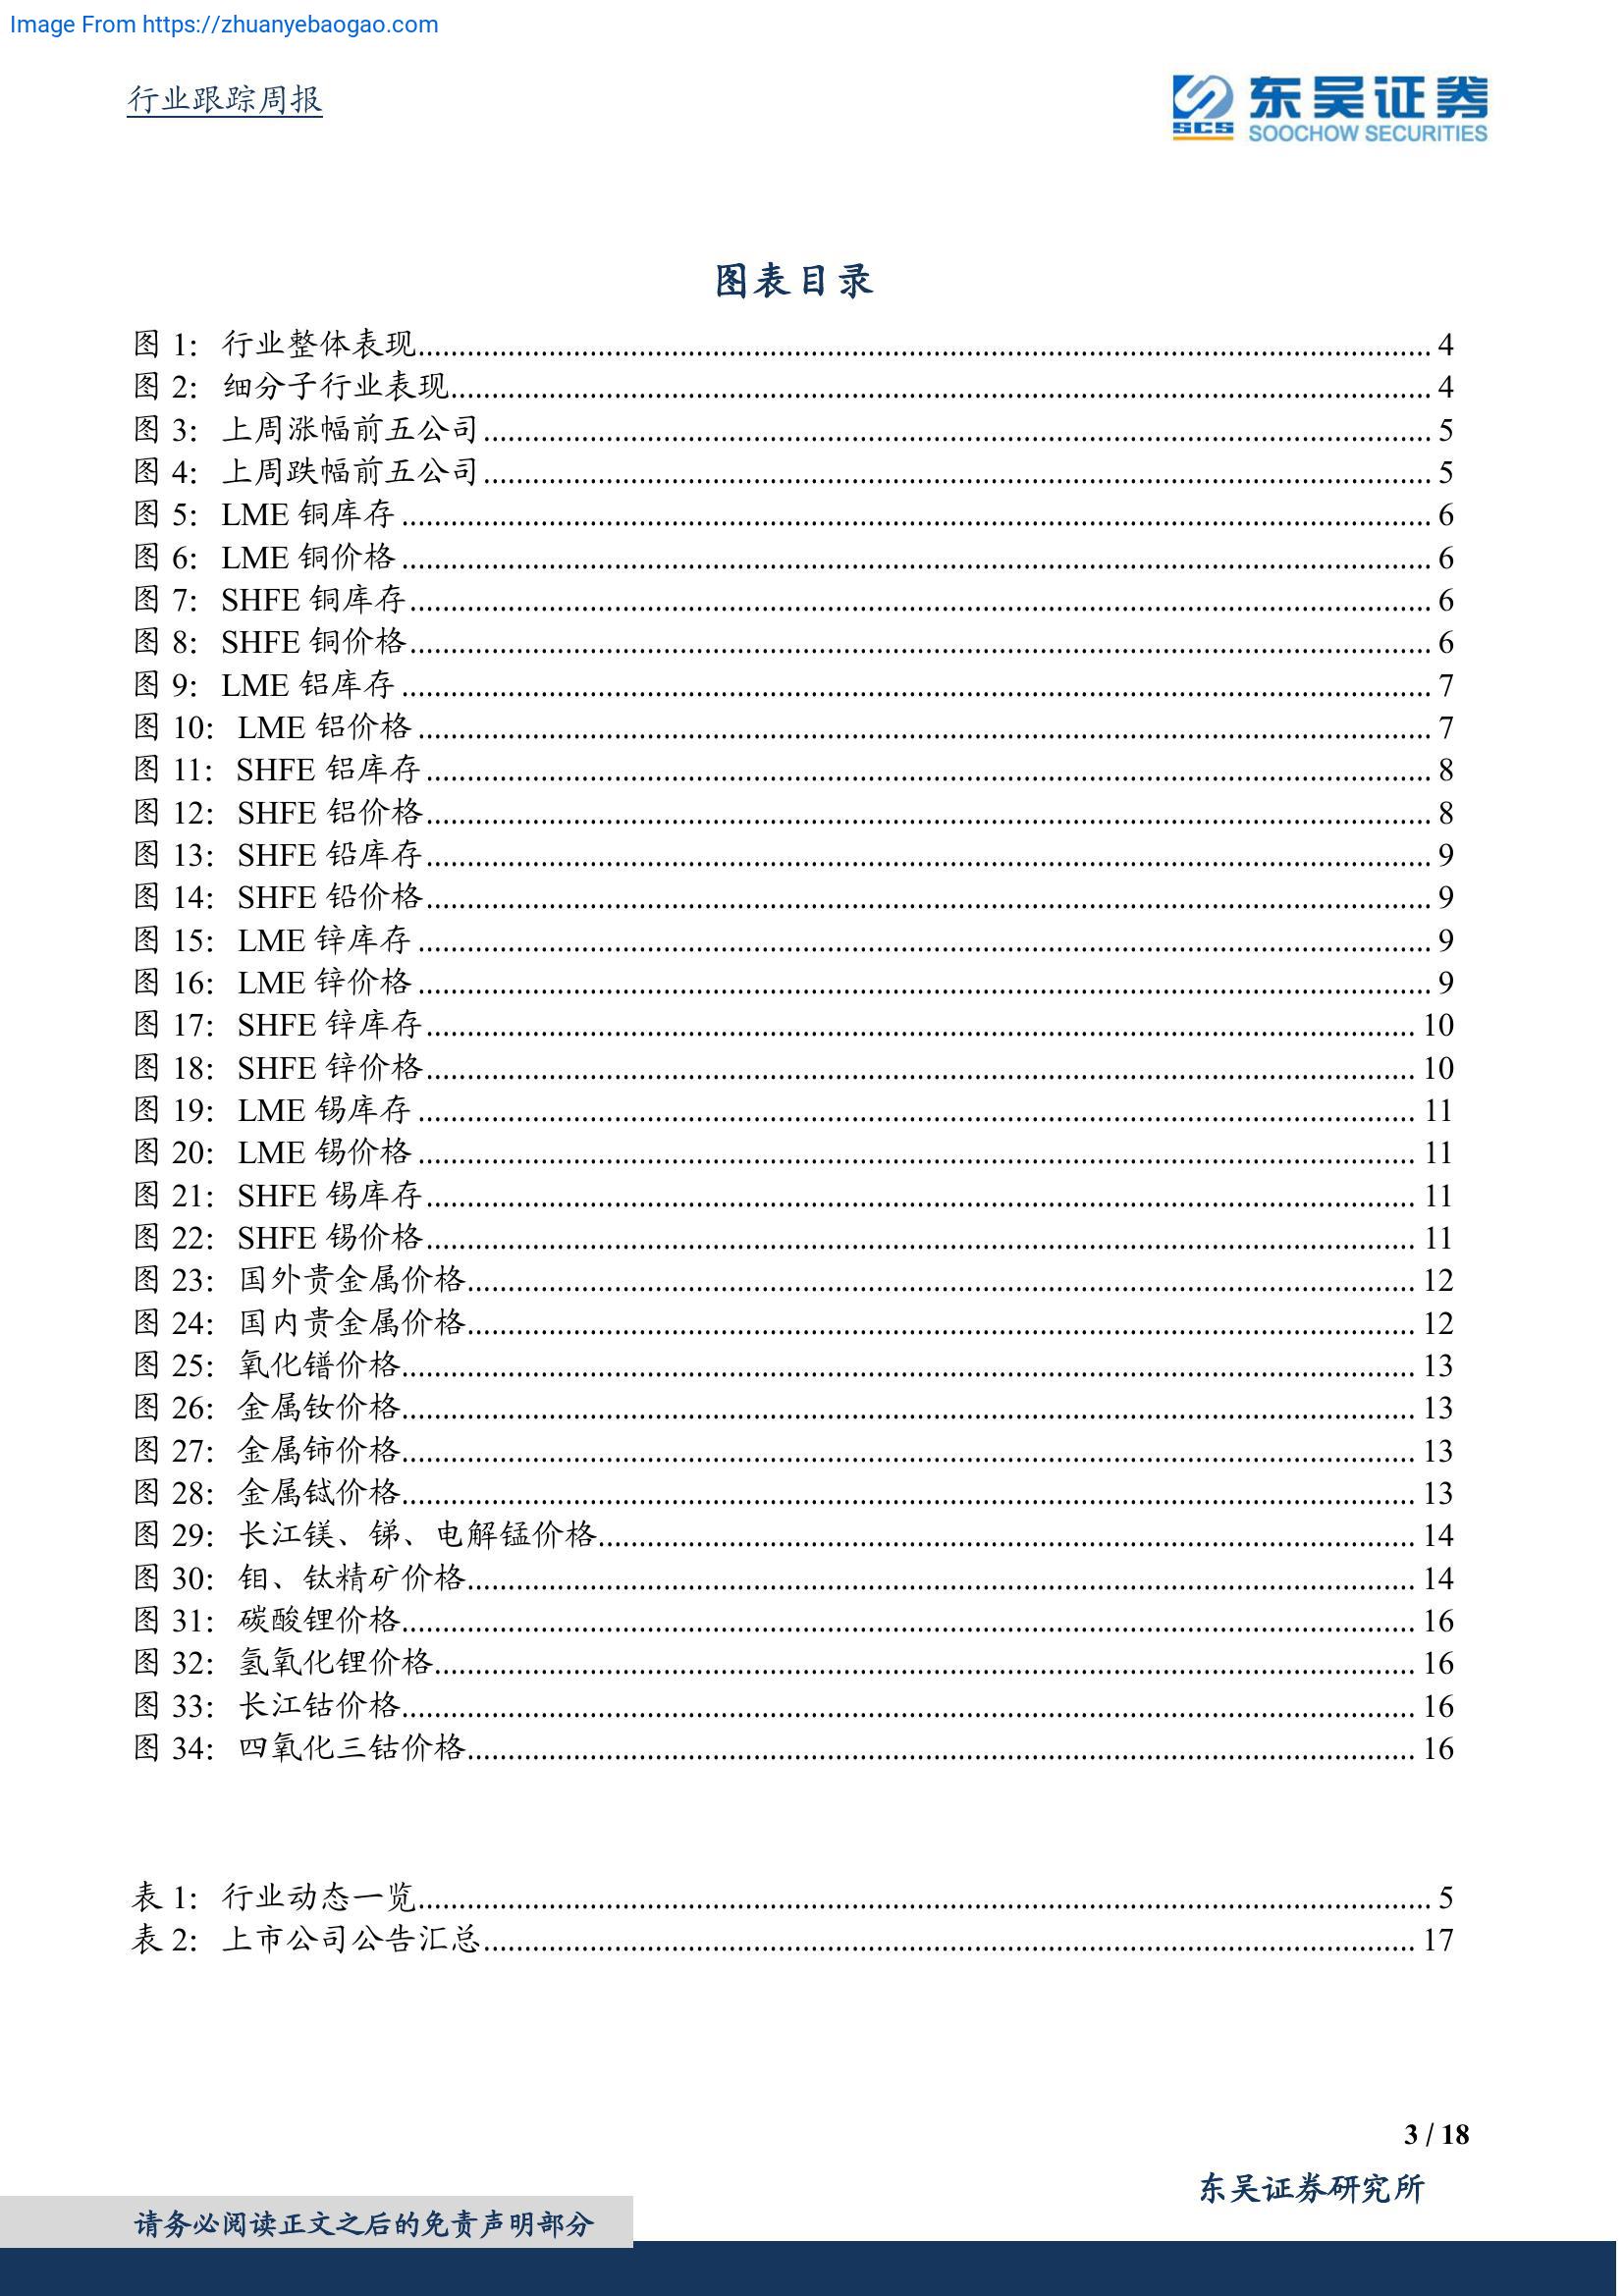 Image From https://zhuanyebaogao.com
行业跟踪周报
东吴证券
SCS
SOOCHOW SECURITIES
图表目录
图 1： 行业整体表现 4
图 2： 细分子行业表现 4
图 3： 上周涨幅前五公司 5
图 4： 上周跌幅前五公司 5
图 5： LME 铜库存 6
图 6： LME 铜价格 6
图 7： SHFE 铜库存 6
图 8： SHFE 铜价格 6
图 9： LME 铝库存 7
图 10： LME 铝价格 7
图 11： SHFE 铝库存 8
图 12： SHFE 铝价格 8
图 13： SHFE 铅库存 9
图 14： SHFE 铅价格 9
图 15： LME 锌库存 9
图 16： LME 锌价格 9
图 17： SHFE 锌库存 10
图 18： SHFE 锌价格 10
图 19： LME 锡库存 11
图 20： LME 锡价格 11
图 21： SHFE 锡库存 11
图 22： SHFE 锡价格 11
图 23： 国外贵金属价格 12
图 24： 国内贵金属价格 12
图 25： 氧化镨价格 13
图 26： 金属钕价格 13
图 27： 金属铈价格 13
图 28： 金属铽价格 13
图 29： 长江镁、锑、电解锰价格 14
图 30： 钼、钛精矿价格 14
图 31： 碳酸锂价格 16
图 32： 氢氧化锂价格 16
图 33： 长江钴价格 16
图 34： 四氧化三钴价格 16
表 1： 行业动态一览 5
表 2： 上市公司公告汇总 17
3 / 18
东吴证券研究所
请务必阅读正文之后的免责声明部分